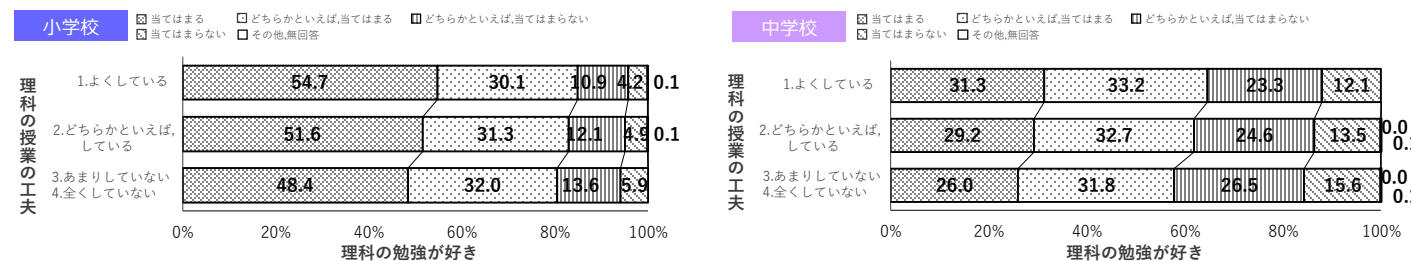 小学校
当てはまる どちらかといえば,当てはまる どちらかといえば,当てはまらない
当てはまらない その他,無回答
理科の授業の工夫
1.よくしている
54.7 30.1 10.9 4.2 0.1
2.どちらかといえば,
している
51.6 31.3 12.1 4.9 0.1
3.あまりしていない
4.全くしていない
48.4 32.0 13.6 5.9
0% 20% 40% 60% 80% 100%
理科の勉強が好き
中学校
当てはまる どちらかといえば,当てはまる どちらかといえば,当てはまらない
当てはまらない その他,無回答
理科の授業の工夫
1.よくしている
31.3 33.2 23.3 12.1
2.どちらかといえば,
している
29.2 32.7 24.6 13.5 0.0
3.あまりしていない
4.全くしていない
26.0 31.8 26.5 15.6 0.0
0% 20% 40% 60% 80% 100%
理科の勉強が好き